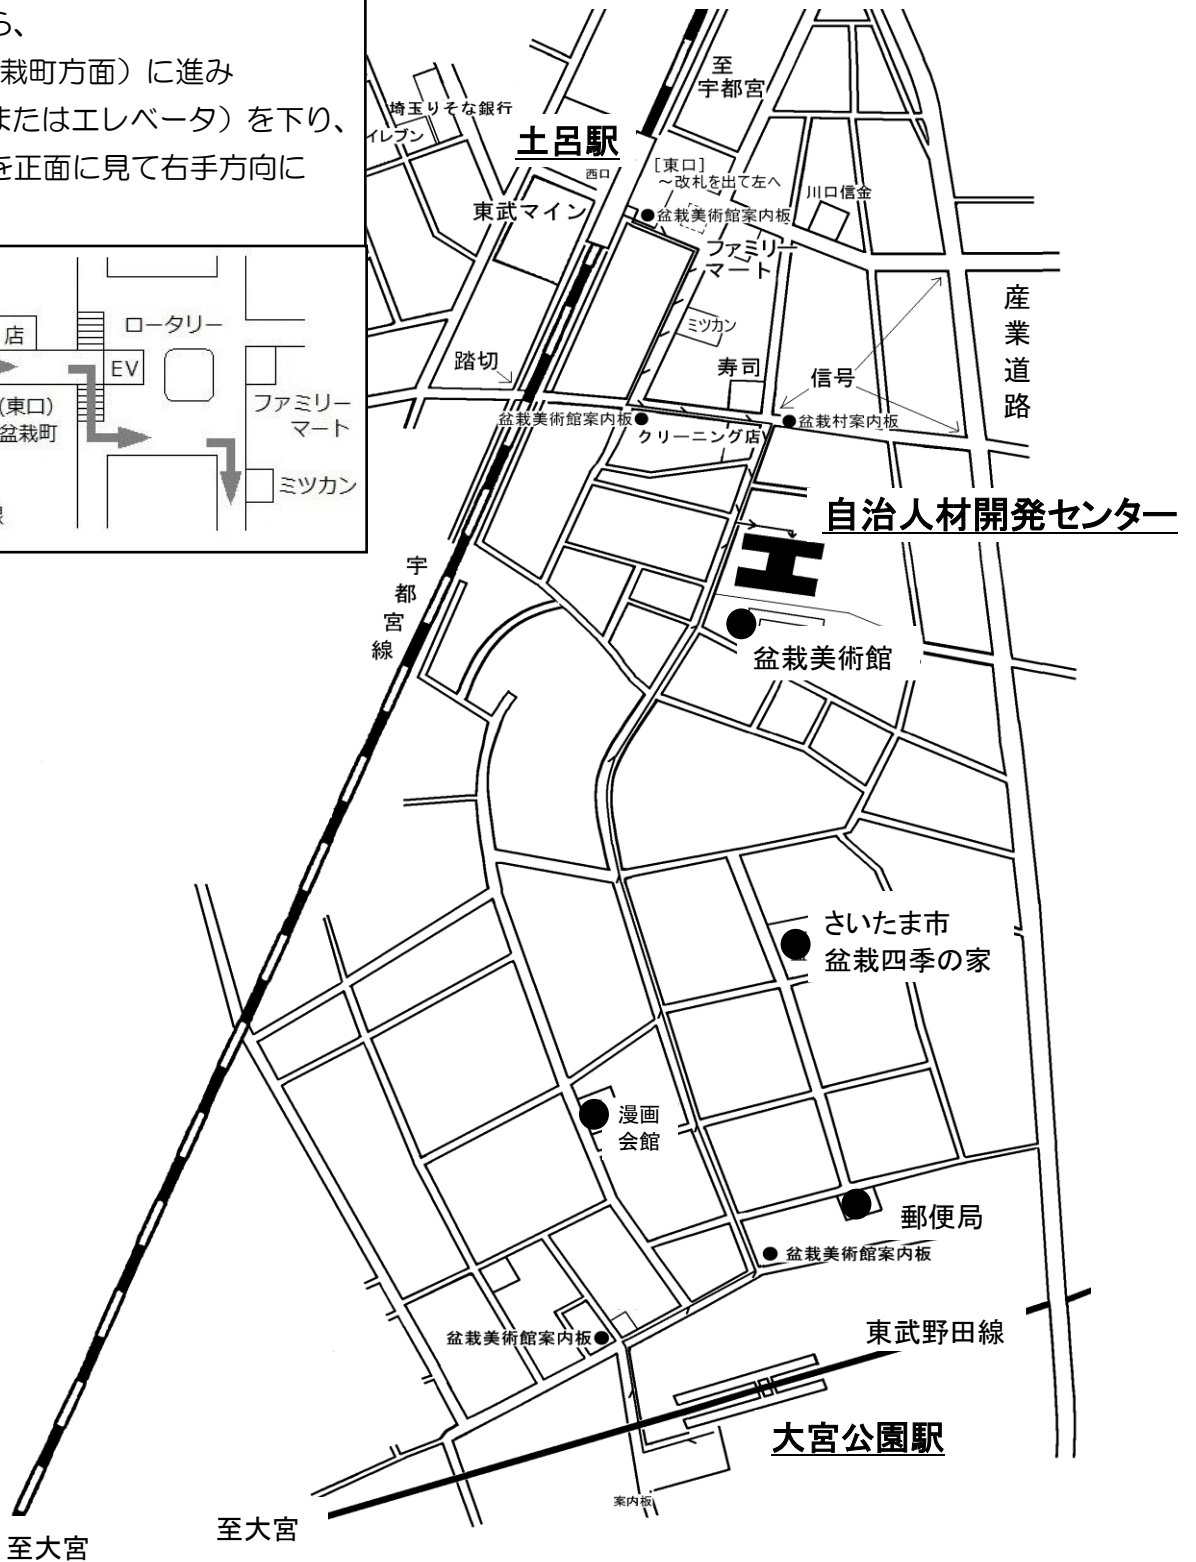 ら、
栽町方面）に進み
またはエレベータ）を下り、
を正面に見て右手方向に
店
ロータリー
EV
(東口)
盆栽町
ファミリー
マート
ミツカン
至
宇都宮
埼玉りそな銀行
イレブン
土呂駅
西口
［東口］
～改札を出て左へ
川口信金
東武マイン
盆栽美術館案内板
ファミリー
マート
産業道路
ミツカン
踏切
寿司
信号
盆栽美術館案内板
盆栽村案内板
クリーニング店
自治人材開発センター
宇都宮線
盆栽美術館
さいたま市
盆栽四季の家
漫画
会館
郵便局
盆栽美術館案内板
盆栽美術館案内板
東武野田線
大宮公園駅
案内板
至大宮
至大宮